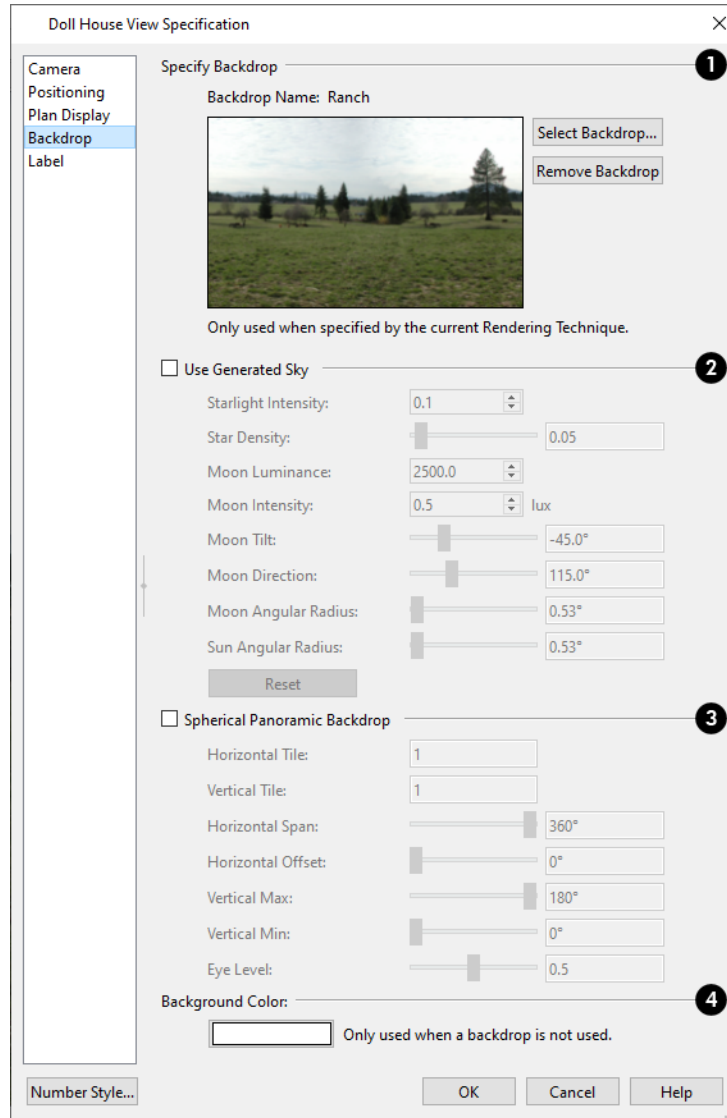 Doll House View Specification
Camera
Positioning
Plan Display
Backdrop
Label
Specify Backdrop
1
Backdrop Name: Ranch
Select Backdrop...
Remove Backdrop
Only used when specified by the current Rendering Technique.
Use Generated Sky
2
Starlight Intensity: 0.1
Star Density: 0.05
Moon Luminance: 2500.0
Moon Intensity: 0.5 lux
Moon Tilt: -45.0°
Moon Direction: 115.0°
Moon Angular Radius: 0.53°
Sun Angular Radius: 0.53°
Reset
Spherical Panoramic Backdrop
3
Horizontal Tile: 1
Vertical Tile: 1
Horizontal Span: 360°
Horizontal Offset: 0°
Vertical Max: 180°
Vertical Min: 0°
Eye Level: 0.5
Background Color:
4
Only used when a backdrop is not used.
Number Style...
OK
Cancel
Help